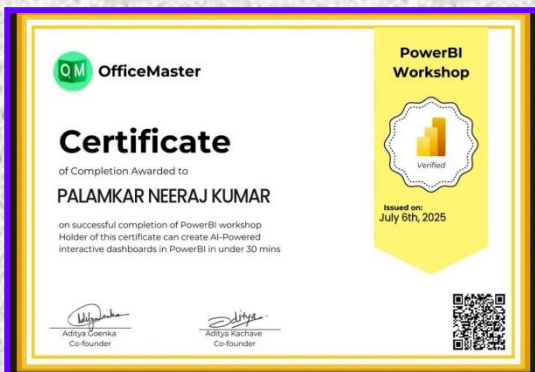 OM OfficeMaster
PowerBI
Workshop
Certificate
of Completion Awarded to
PALAMKAR NEERAJ KUMAR
on successful completion of PowerBI workshop
Holder of this certificate can create AI-Powered
interactive dashboards in PowerBI in under 30 mins
Verified
Issued on:
July 6th, 2025
Aditya Goenka
Co-founder
Aditya Kachave
Co-founder